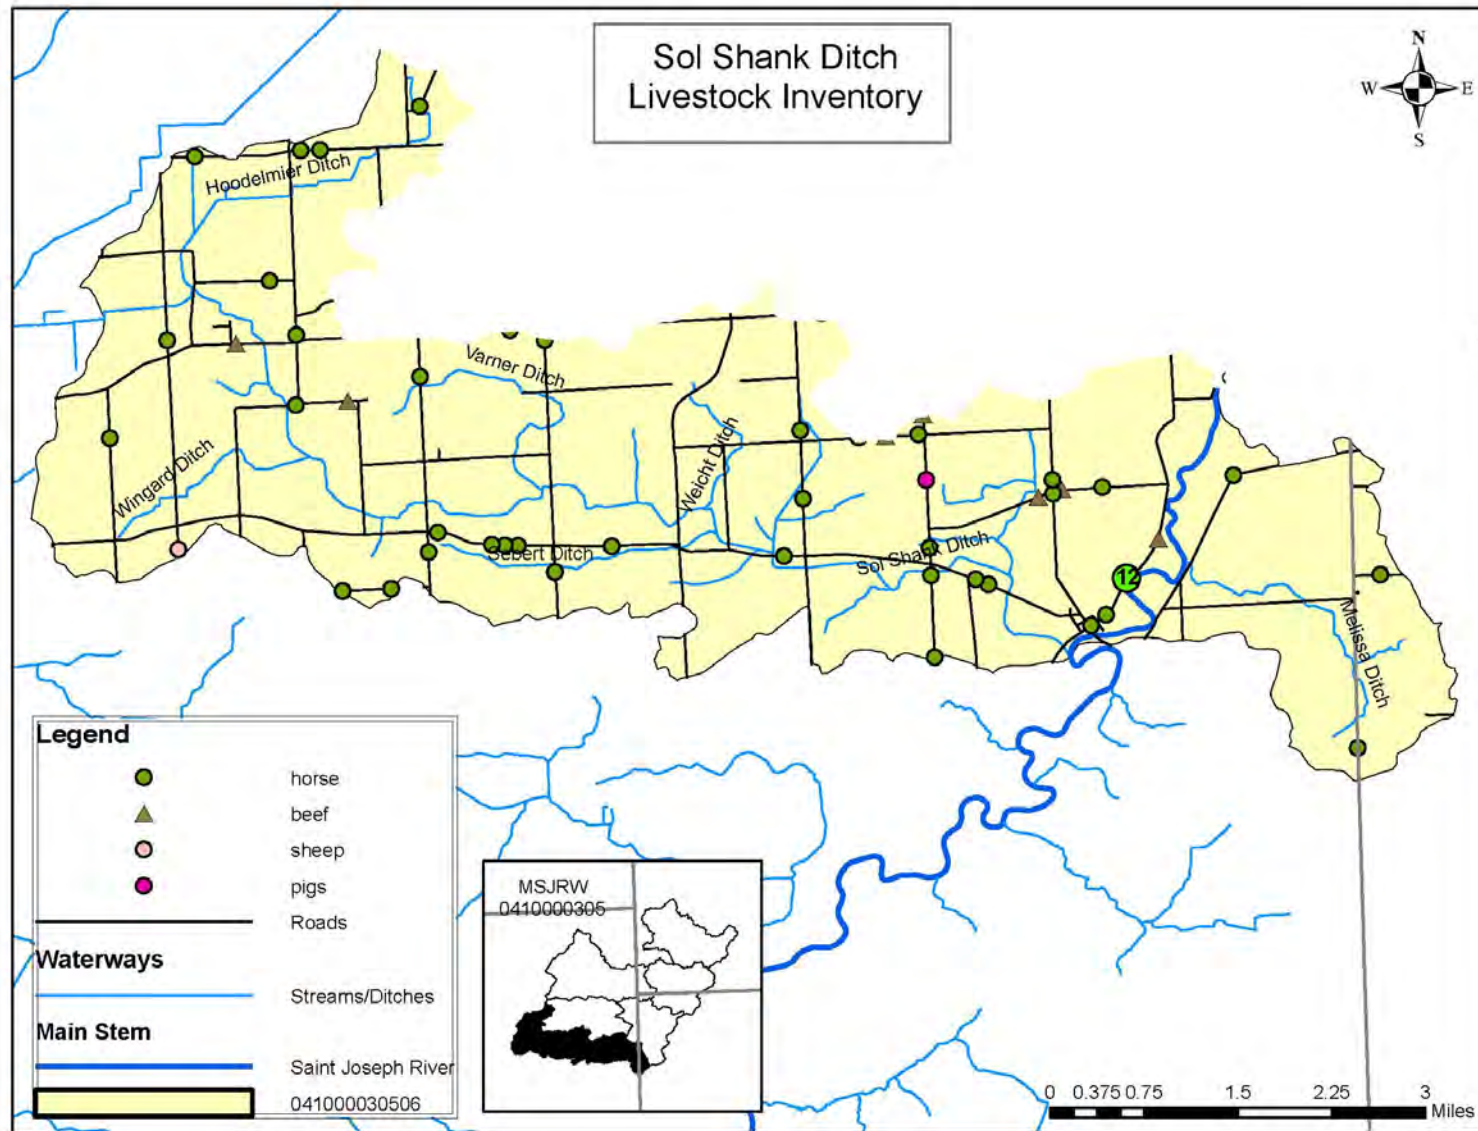 Sol Shank Ditch
Livestock Inventory
N
W
E
S
Hoodelmier Ditch
Varner Ditch
Wingard Ditch
Weicht Ditch
Sebert Ditch
Sol Shank Ditch
12
Melissa Ditch
Legend
horse
beef
sheep
pigs
Roads
Waterways
Streams/Ditches
Main Stem
Saint Joseph River
041000030506
MSJRW
0410000305
0 0.375 0.75 1.5 2.25 3
Miles